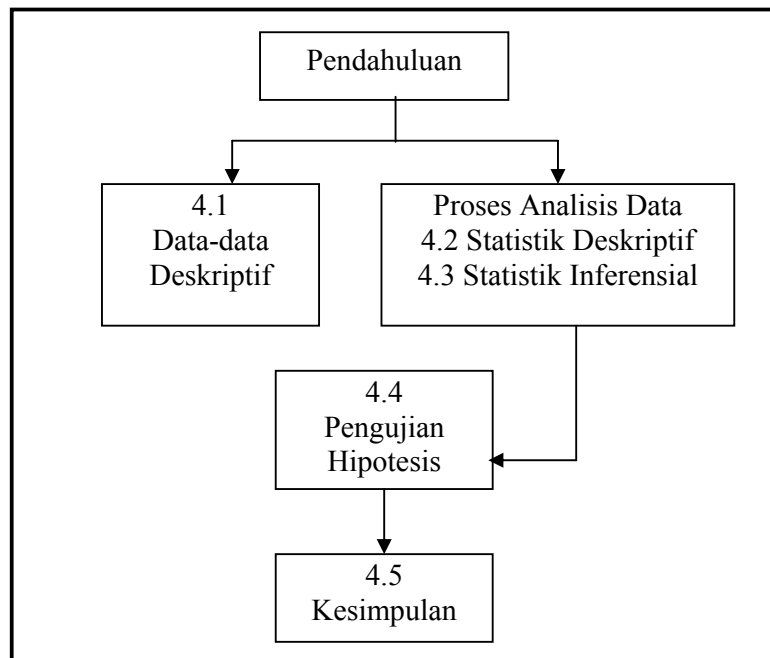 Pendahuluan
4.1
Data-data
Deskriptif
Proses Analisis Data
4.2 Statistik Deskriptif
4.3 Statistik Inferensial
4.4
Pengujian
Hipotesis
4.5
Kesimpulan